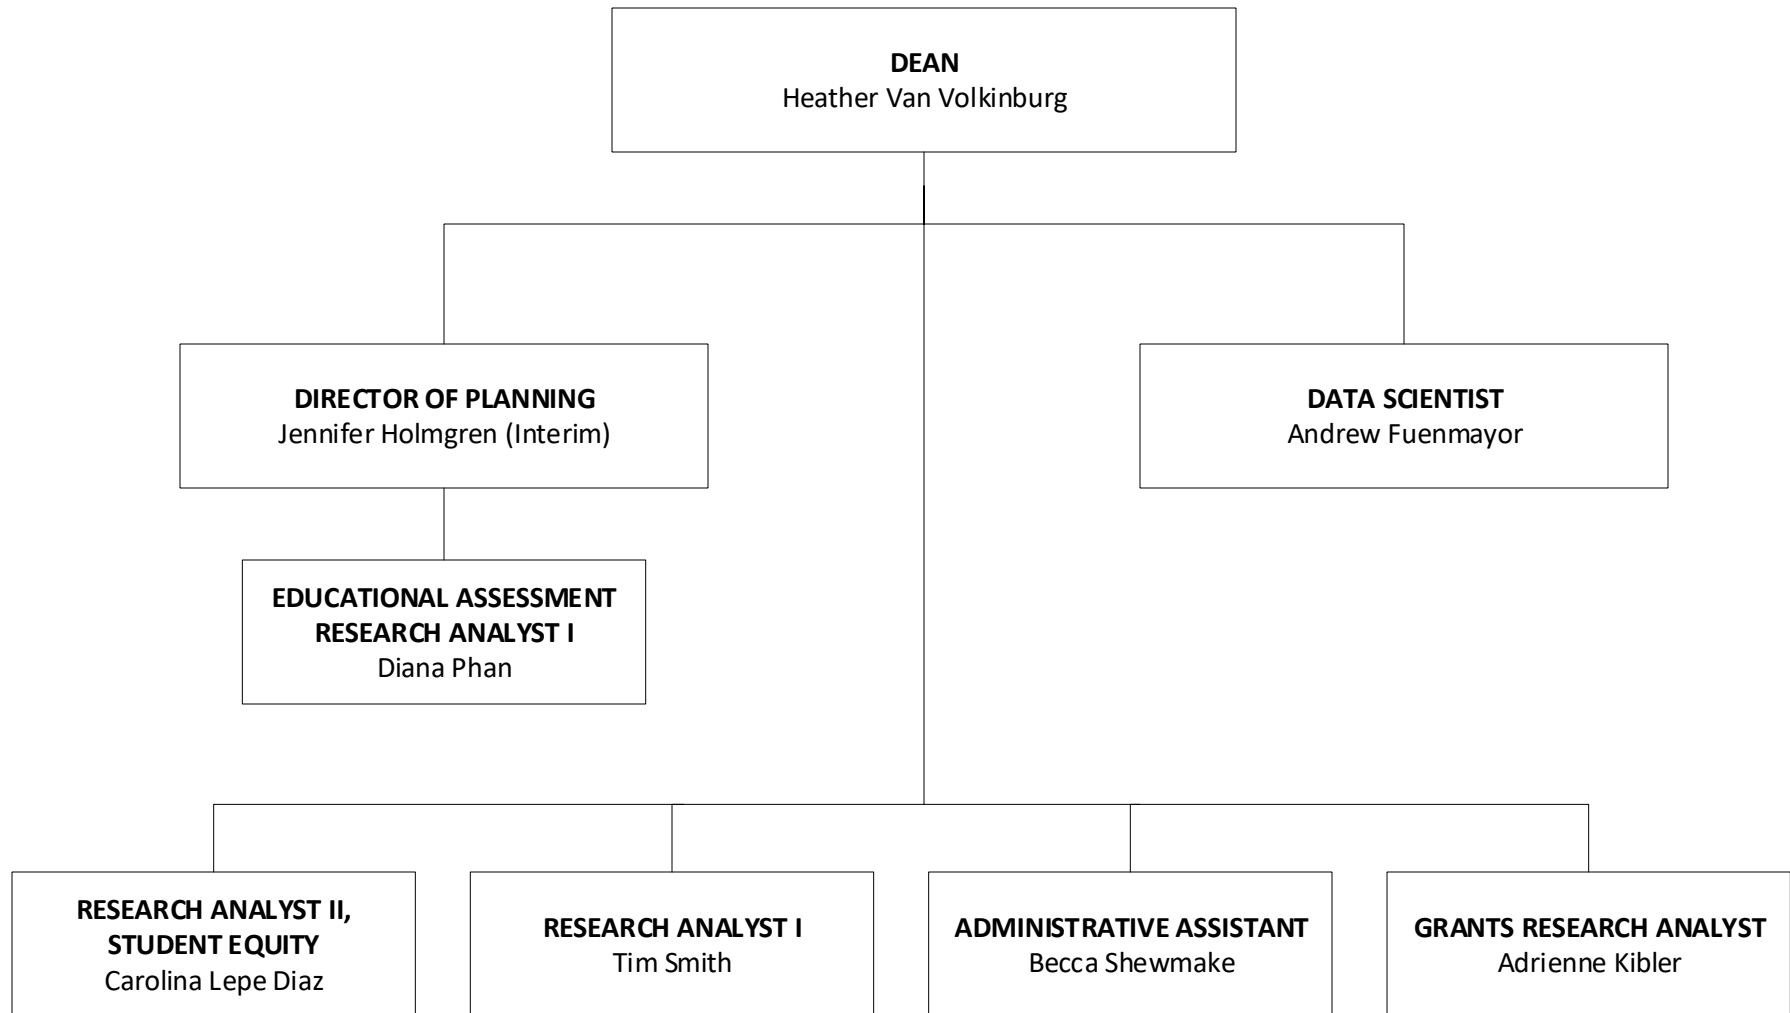 DEAN
Heather Van Volkinburg
DIRECTOR OF PLANNING
Jennifer Holmgren (Interim)
DATA SCIENTIST
Andrew Fuenmayor
EDUCATIONAL ASSESSMENT
RESEARCH ANALYST I
Diana Phan
RESEARCH ANALYST II,
STUDENT EQUITY
Carolina Lepe Diaz
RESEARCH ANALYST I
Tim Smith
ADMINISTRATIVE ASSISTANT
Becca Shewmake
GRANTS RESEARCH ANALYST
Adrienne Kibler